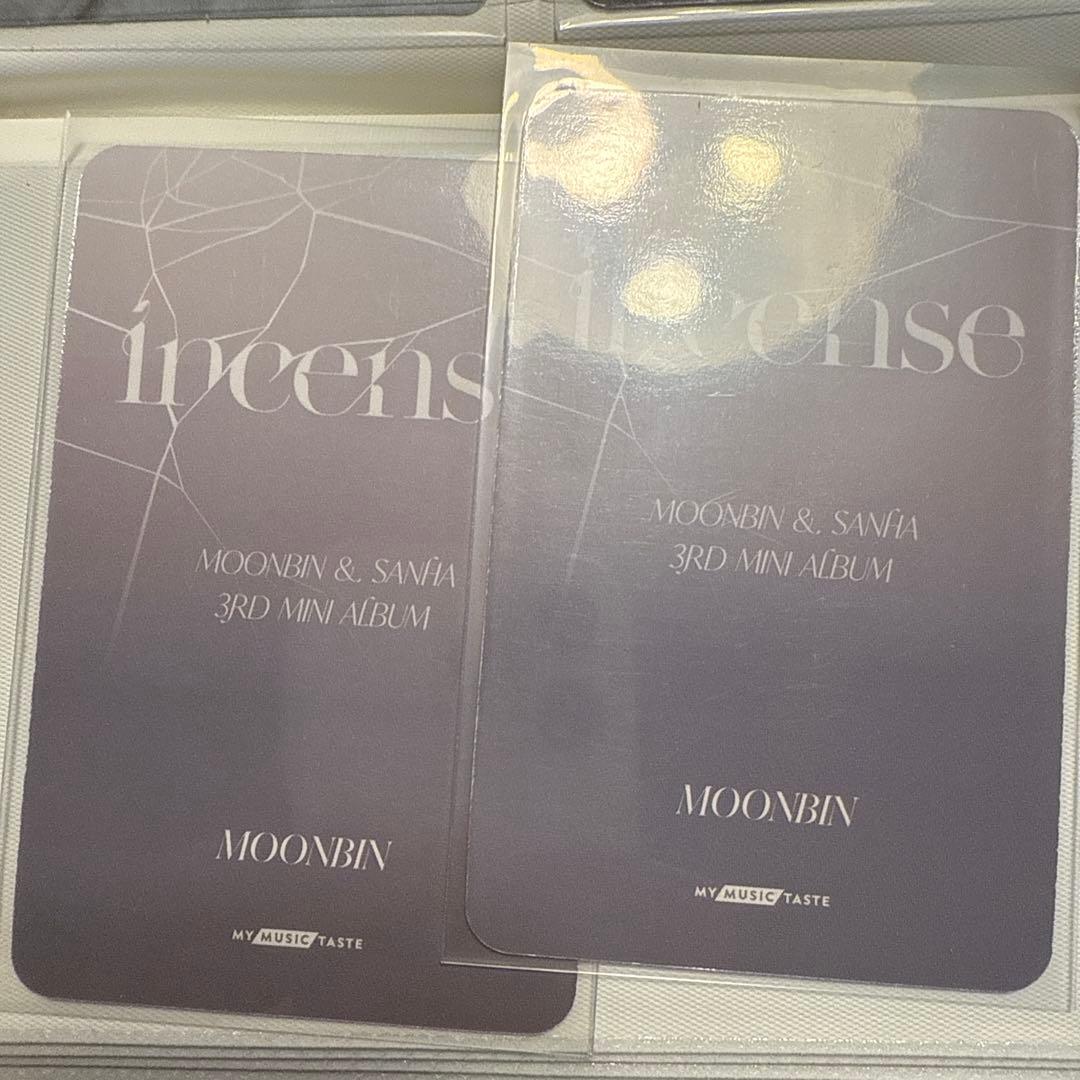 incens
MOONBIN & SANHA
3RD MINI ALBUM
MOONBIN
MY MUSIC TASTE
incense
MOONBIN & SANHA
3RD MINI ALBUM
MOONBIN
MY MUSIC TASTE